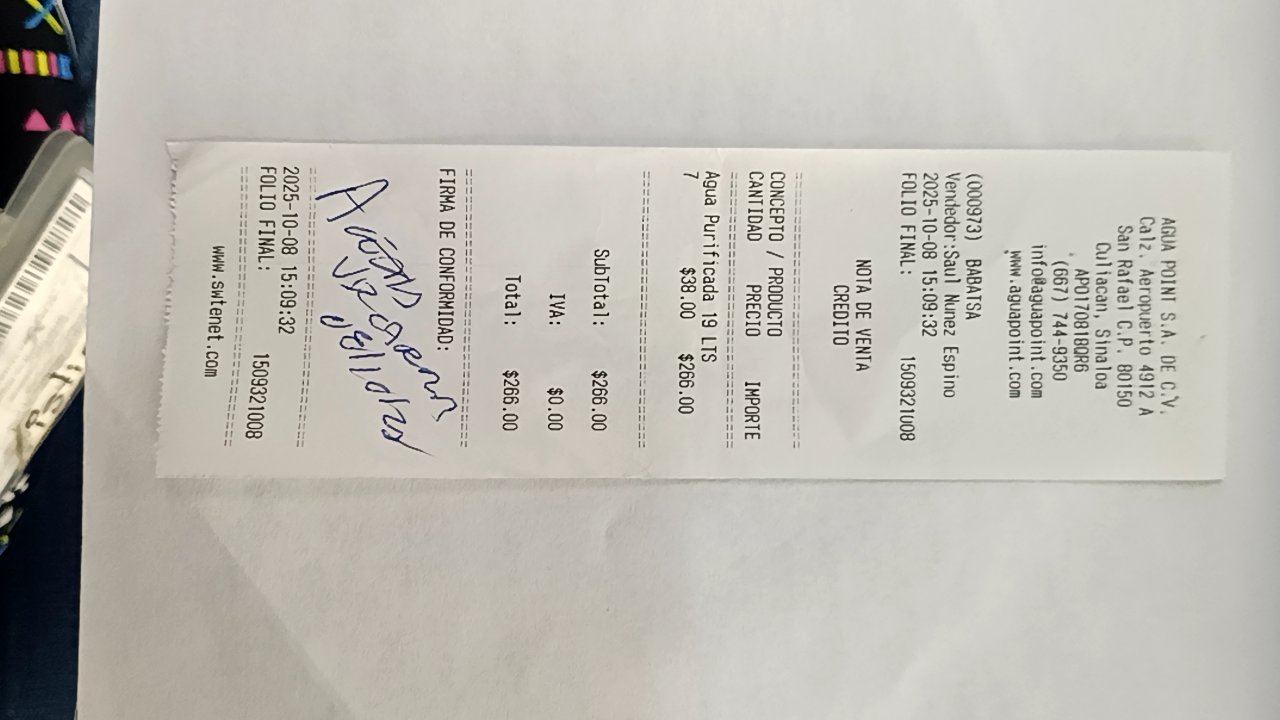 AGUA POINT S.A. DE C.V.
Calz. Aeropuerto 4912 A
San Rafael C.P. 80150
Culiacan, Sinaloa
APO170818QR6
(667) 744-9350
info@aguapoint.com
www.aguapoint.com
(000973) BABATSA
Vendedor:Saul Nunez Espino
2025-10-08 15:09:32
FOLIO FINAL: 1509321008
NOTA DE VENTA
CREDITO
CONCEPTO / PRODUCTO
CANTIDAD PRECIO IMPORTE
Agua Purificada 19 LTS
7 $38.00 $266.00
SubTotal: $266.00
IVA: $0.00
Total: $266.00
FIRMA DE CONFORMIDAD:
2025-10-08 15:09:32
FOLIO FINAL: 1509321008
www.swtenet.com